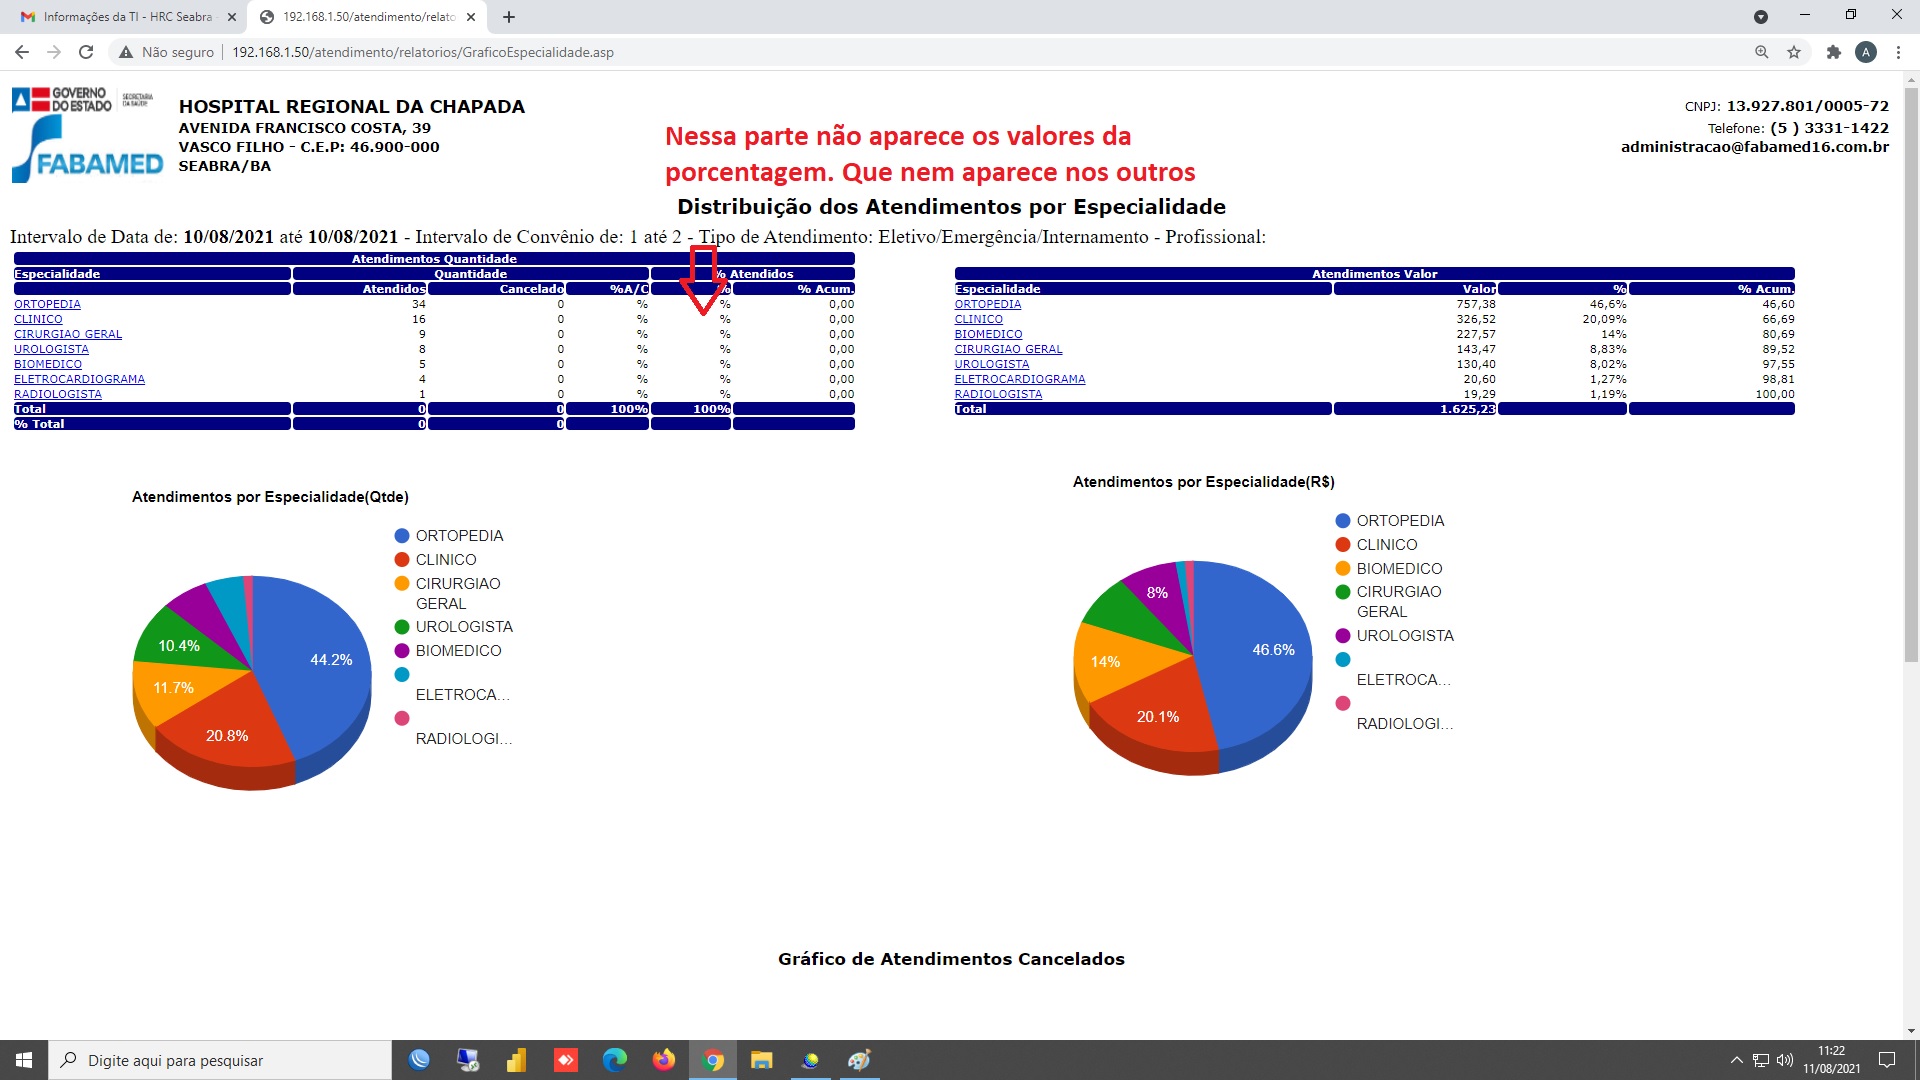 Informações da TI - HRC Seabra
192.168.1.50/atendimento/relato
Não seguro
192.168.1.50/atendimento/relatorios/GraficoEspecialidade.asp
A
GOVERNO DO ESTADO
SECRETARIA DA SAÚDE
FABAMED
HOSPITAL REGIONAL DA CHAPADA
AVENIDA FRANCISCO COSTA, 39
VASCO FILHO - C.E.P: 46.900-000
SEABRA/BA
CNPJ: 13.927.801/0005-72
Telefone: (5 ) 3331-1422
administracao@fabamed16.com.br
Nessa parte não aparece os valores da
porcentagem. Que nem aparece nos outros
Distribuição dos Atendimentos por Especialidade
Intervalo de Data de: 10/08/2021 até 10/08/2021 - Intervalo de Convênio de: 1 até 2 - Tipo de Atendimento: Eletivo/Emergência/Internamento - Profissional:
Atendimentos Quantidade
Especialidade Quantidade % Atendidos
Atendidos Cancelado %A/C % % Acum.
ORTOPEDIA 34 0 % % 0,00
CLINICO 16 0 % % 0,00
CIRURGIAO GERAL 9 0 % % 0,00
UROLOGISTA 8 0 % % 0,00
BIOMEDICO 5 0 % % 0,00
ELETROCARDIOGRAMA 4 0 % % 0,00
RADIOLOGISTA 1 0 % % 0,00
Total 0 0 100% 100%
% Total 0 0
Atendimentos Valor
Especialidade Valor % % Acum.
ORTOPEDIA 757,38 46,6% 46,60
CLINICO 326,52 20,09% 66,69
BIOMEDICO 227,57 14% 80,69
CIRURGIAO GERAL 143,47 8,83% 89,52
UROLOGISTA 130,40 8,02% 97,55
ELETROCARDIOGRAMA 20,60 1,27% 98,81
RADIOLOGISTA 19,29 1,19% 100,00
Total 1.625,23
Atendimentos por Especialidade(Qtde)
ORTOPEDIA
CLINICO
CIRURGIAO
GERAL
UROLOGISTA
BIOMEDICO
ELETROCA...
RADIOLOGI...
44.2%
20.8%
11.7%
10.4%
Atendimentos por Especialidade(R$)
ORTOPEDIA
CLINICO
BIOMEDICO
CIRURGIAO
GERAL
UROLOGISTA
ELETROCA...
RADIOLOGI...
46.6%
20.1%
14%
8%
Gráfico de Atendimentos Cancelados
Digite aqui para pesquisar
11:22
11/08/2021